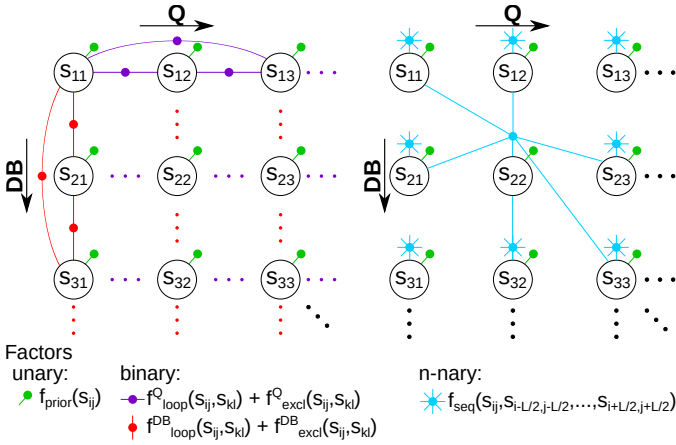 Q Q
s11 s12 s13 s11 s12 s13
DB s21 s22 s23 DB s21 s22 s23
s31 s32 s33 s31 s32 s33
Factors
unary: binary: n-nary:
fprior(sij) fQloop(sij,skl) + fQexcl(sij,skl) fseq(sij,si-L/2,j-L/2,...,si+L/2,j+L/2)
fDBloop(sij,skl) + fDBexcl(sij,skl)